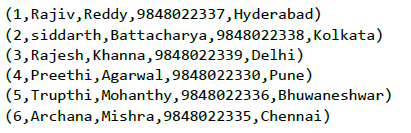 (1,Rajiv,Reddy,9848022337,Hyderabad)
(2,siddarth,Battacharya,9848022338,Kolkata)
(3,Rajesh,Khanna,9848022339,Delhi)
(4,Preethi,Agarwal,9848022330,Pune)
(5,Trupthi,Mohanthy,9848022336,Bhuwaneshwar)
(6,Archana,Mishra,9848022335,Chennai)